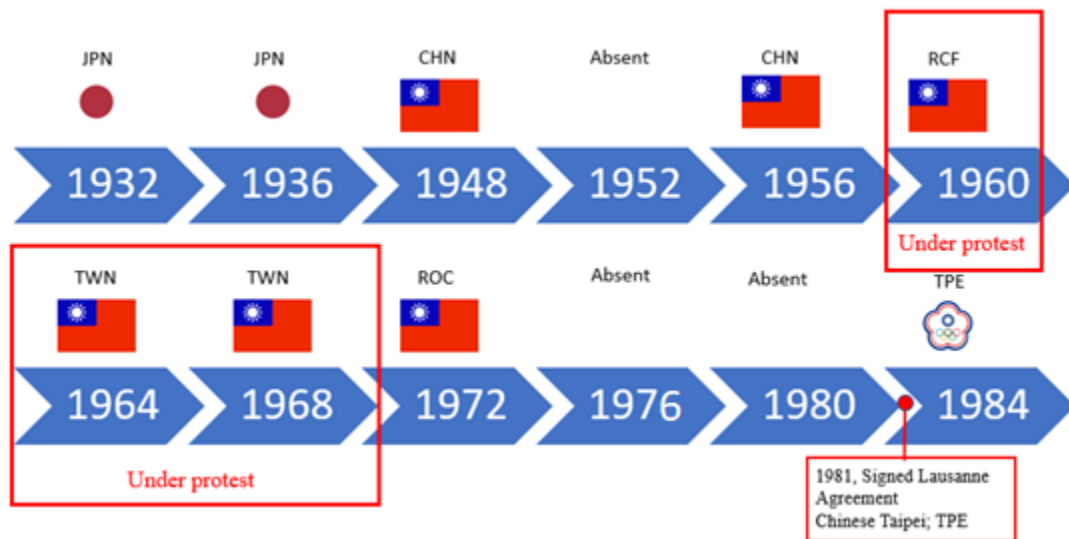 JPN JPN CHN Absent CHN RCF
1932 1936 1948 1952 1956 1960
Under protest
TWN TWN ROC Absent Absent TPE
1964 1968 1972 1976 1980 1984
Under protest
1981, Signed Lausanne
Agreement
Chinese Taipei; TPE